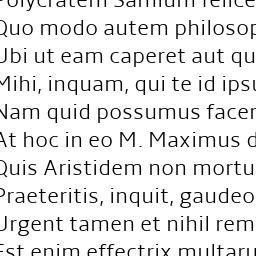 Polycratem Samium felice
Quo modo autem philosop
Ubi ut eam caperet aut qu
Mihi, inquam, qui te id ipsu
Nam quid possumus facer
At hoc in eo M. Maximus d
Quis Aristidem non mortu
Praeteritis, inquit, gaudeo
Urgent tamen et nihil rem
Est enim effectrix multaru